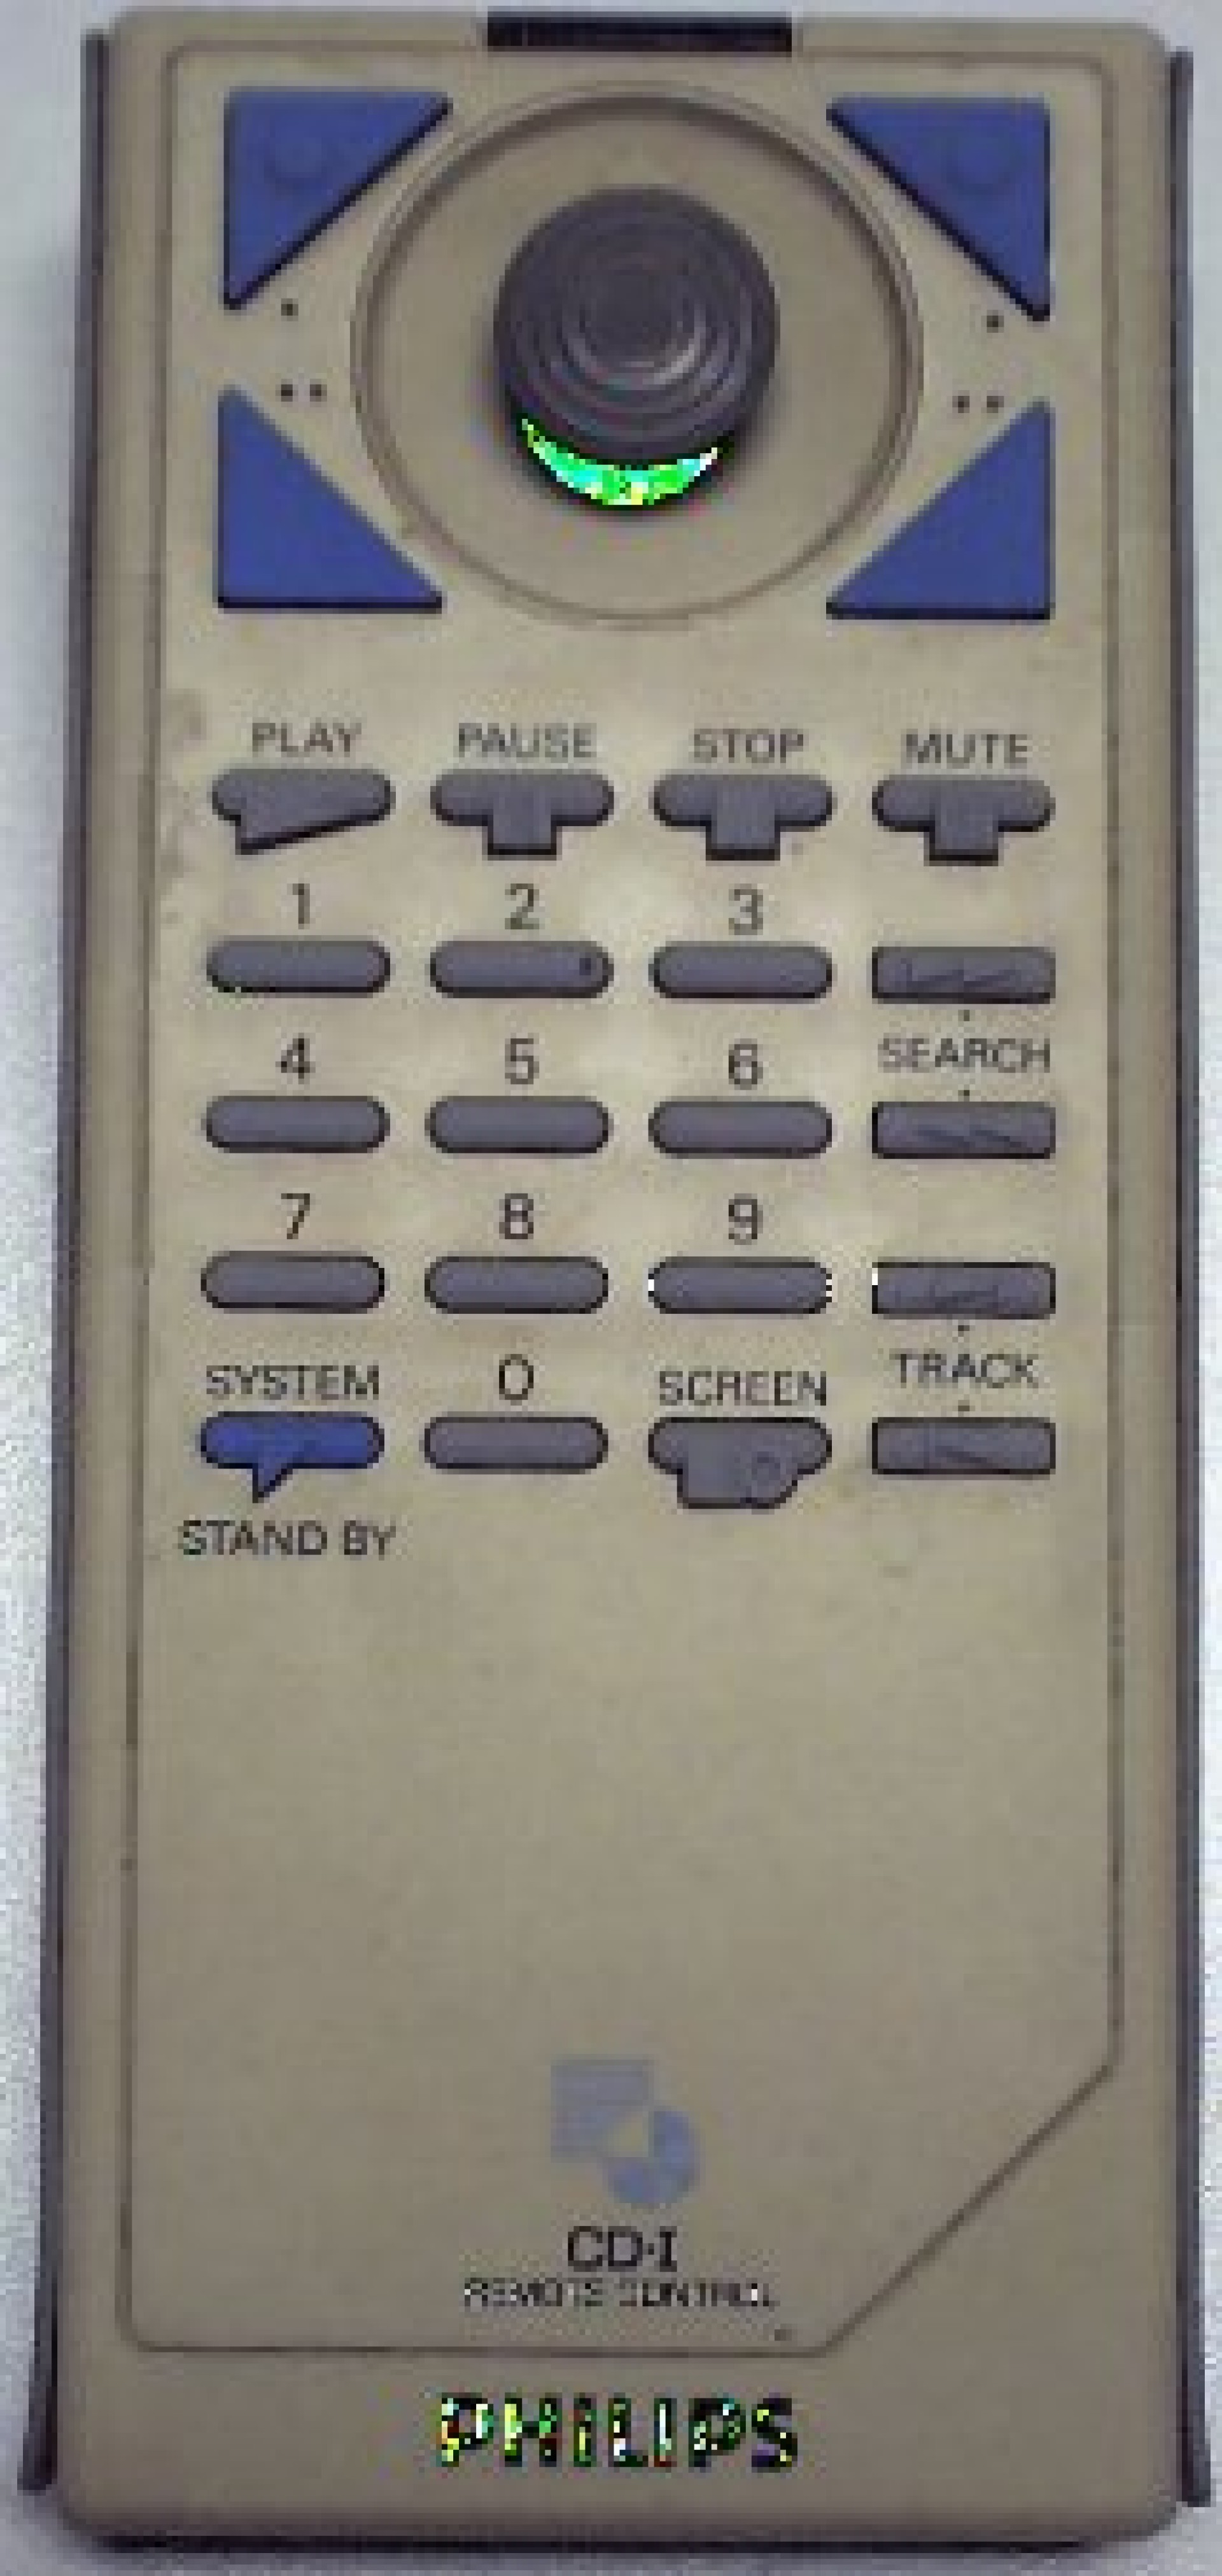 PLAY PAUSE STOP MUTE
1 2 3
4 5 6 SEARCH
7 8 9
SYSTEM 0 SCREEN TRACK
STAND BY
CD·I
REMOTE CONTROL
PHILIPS